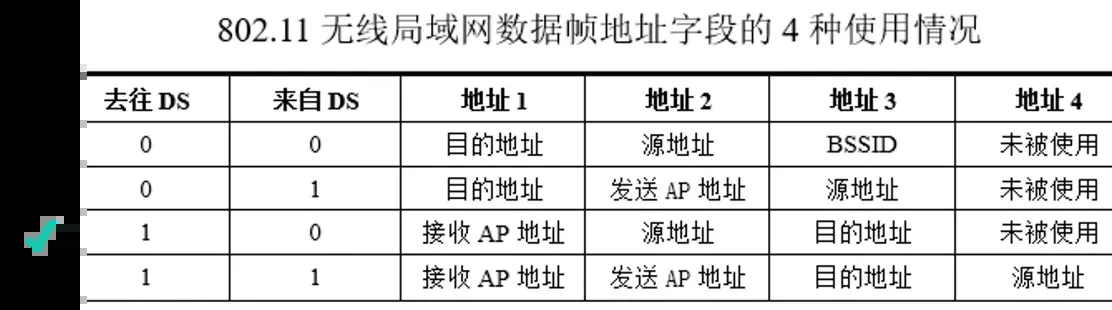 802.11 无线局域网数据帧地址字段的 4 种使用情况
去往 DS 来自 DS 地址 1 地址 2 地址 3 地址 4
0 0 目的地址 源地址 BSSID 未被使用
0 1 目的地址 发送 AP 地址 源地址 未被使用
1 0 接收 AP 地址 源地址 目的地址 未被使用
1 1 接收 AP 地址 发送 AP 地址 目的地址 源地址